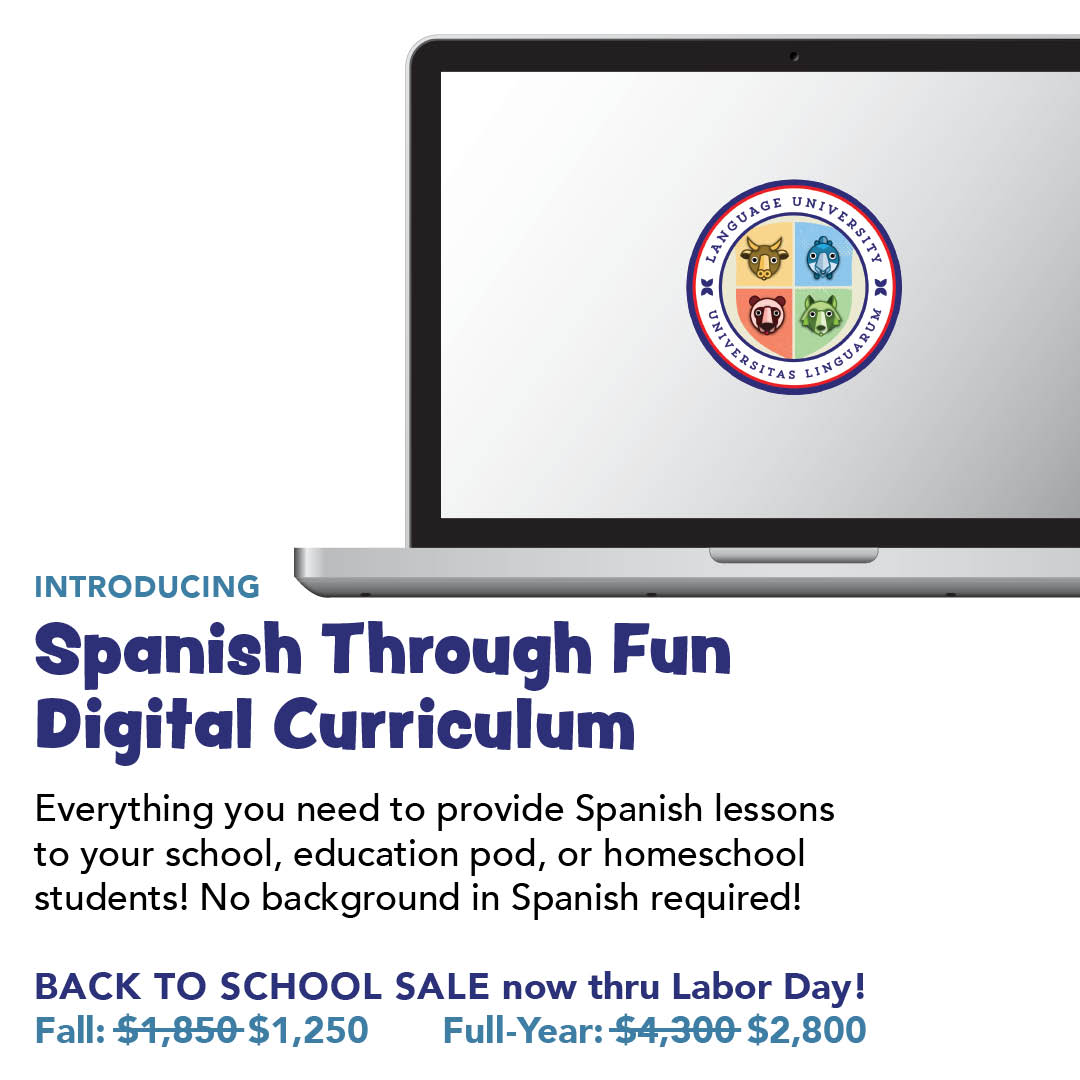 LANGUAGE UNIVERSITY
UNIVERSITAS LINGUARUM
INTRODUCING
Spanish Through Fun
Digital Curriculum
Everything you need to provide Spanish lessons
to your school, education pod, or homeschool
students! No background in Spanish required!
BACK TO SCHOOL SALE now thru Labor Day!
Fall: $1,850 $1,250 Full-Year: $4,300 $2,800